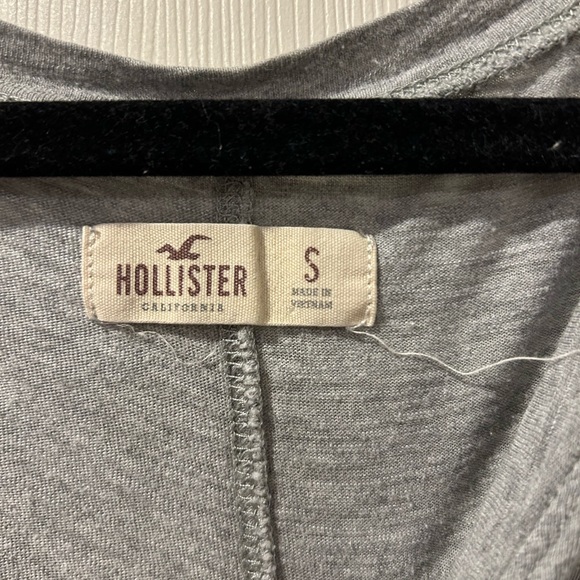 HOLLISTER
CALIFORNIA
S
MADE IN
VIETNAM